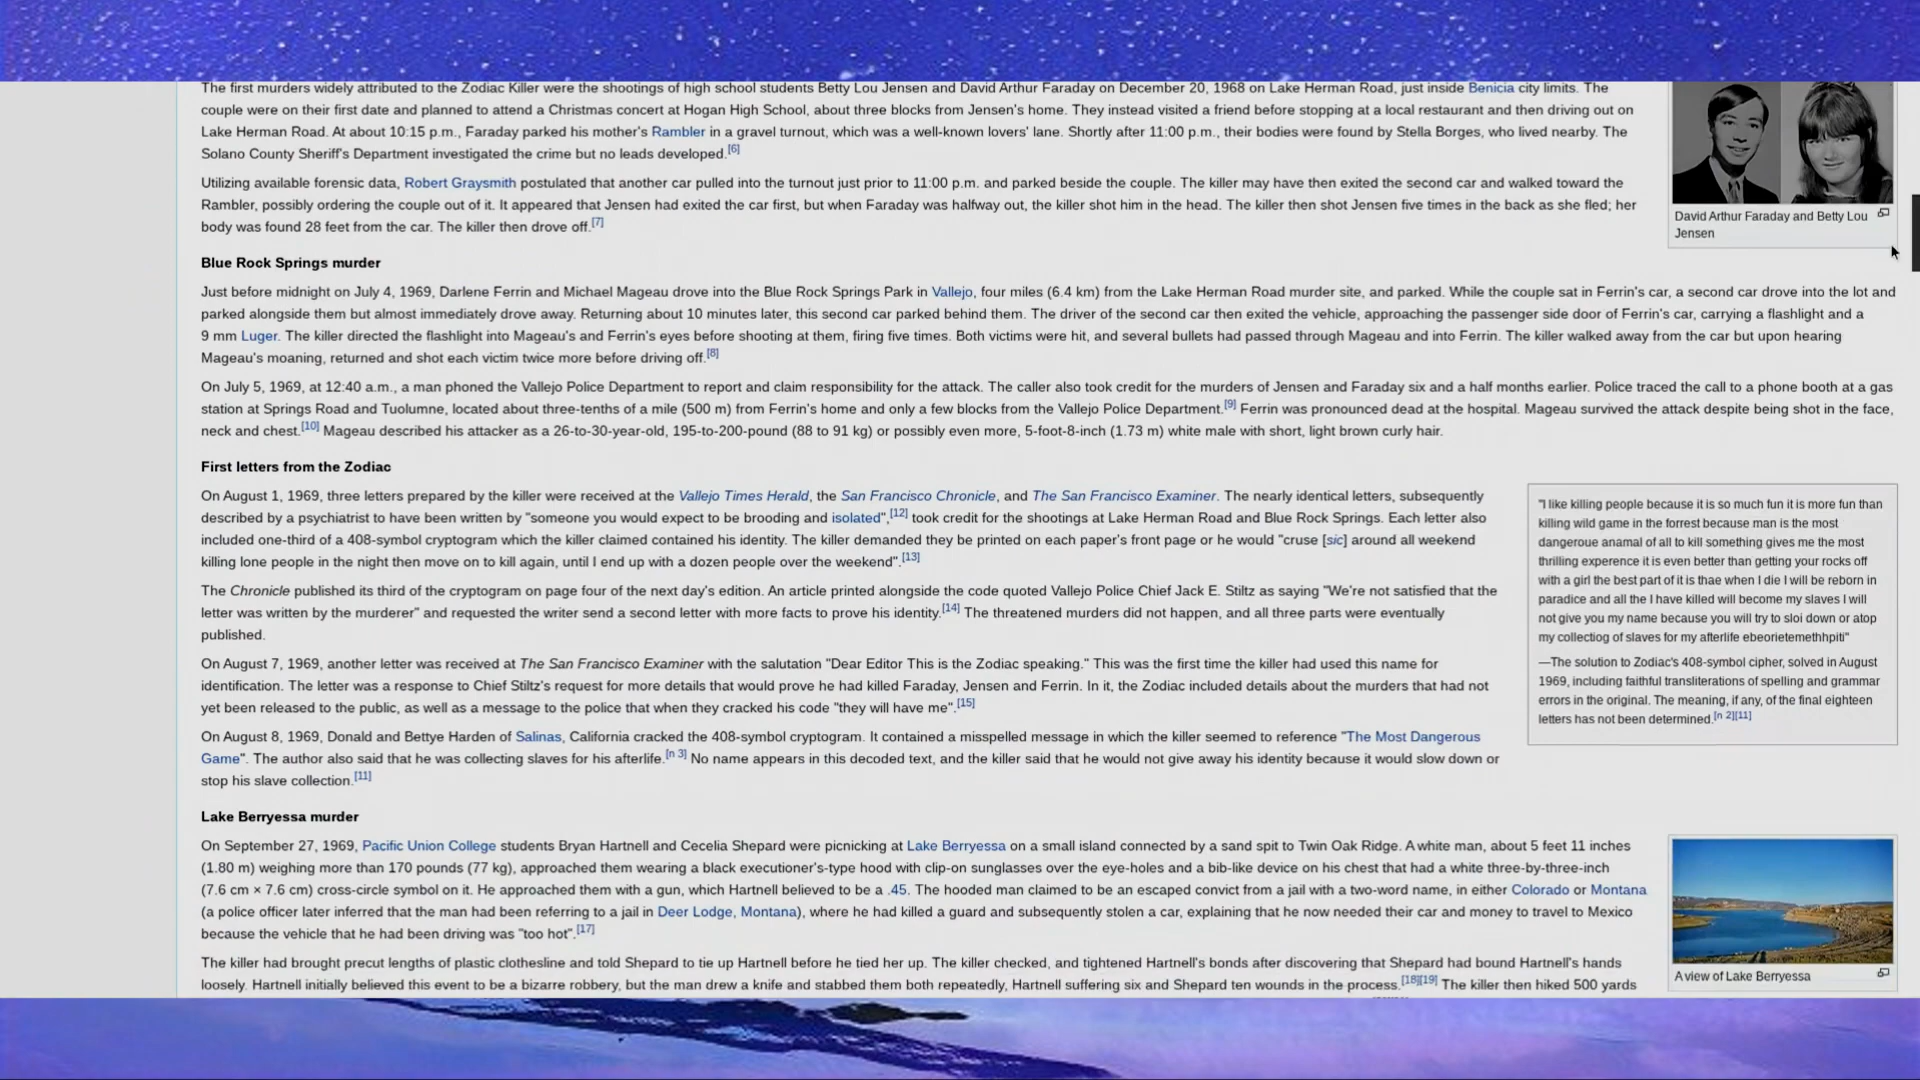 The first murders widely attributed to the Zodiac Killer were the shootings of high school students Betty Lou Jensen and David Arthur Faraday on December 20, 1968 on Lake Herman Road, just inside Benicia city limits. The
couple were on their first date and planned to attend a Christmas concert at Hogan High School, about three blocks from Jensen's home. They instead visited a friend before stopping at a local restaurant and then driving out on
Lake Herman Road. At about 10:15 p.m., Faraday parked his mother's Rambler in a gravel turnout, which was a well-known lovers' lane. Shortly after 11:00 p.m., their bodies were found by Stella Borges, who lived nearby. The
Solano County Sheriff's Department investigated the crime but no leads developed.[6]
Utilizing available forensic data, Robert Graysmith postulated that another car pulled into the turnout just prior to 11:00 p.m. and parked beside the couple. The killer may have then exited the second car and walked toward the
Rambler, possibly ordering the couple out of it. It appeared that Jensen had exited the car first, but when Faraday was halfway out, the killer shot him in the head. The killer then shot Jensen five times in the back as she fled; her
body was found 28 feet from the car. The killer then drove off.[7]
David Arthur Faraday and Betty Lou
Jensen
Blue Rock Springs murder
Just before midnight on July 4, 1969, Darlene Ferrin and Michael Mageau drove into the Blue Rock Springs Park in Vallejo, four miles (6.4 km) from the Lake Herman Road murder site, and parked. While the couple sat in Ferrin's car, a second car drove into the lot and
parked alongside them but almost immediately drove away. Returning about 10 minutes later, this second car parked behind them. The driver of the second car then exited the vehicle, approaching the passenger side door of Ferrin's car, carrying a flashlight and a
9 mm Luger. The killer directed the flashlight into Mageau's and Ferrin's eyes before shooting at them, firing five times. Both victims were hit, and several bullets had passed through Mageau and into Ferrin. The killer walked away from the car but upon hearing
Mageau's moaning, returned and shot each victim twice more before driving off.[8]
On July 5, 1969, at 12:40 a.m., a man phoned the Vallejo Police Department to report and claim responsibility for the attack. The caller also took credit for the murders of Jensen and Faraday six and a half months earlier. Police traced the call to a phone booth at a gas
station at Springs Road and Tuolumne, located about three-tenths of a mile (500 m) from Ferrin's home and only a few blocks from the Vallejo Police Department.[9] Ferrin was pronounced dead at the hospital. Mageau survived the attack despite being shot in the face,
neck and chest.[10] Mageau described his attacker as a 26-to-30-year-old, 195-to-200-pound (88 to 91 kg) or possibly even more, 5-foot-8-inch (1.73 m) white male with short, light brown curly hair.
First letters from the Zodiac
On August 1, 1969, three letters prepared by the killer were received at the Vallejo Times Herald, the San Francisco Chronicle, and The San Francisco Examiner. The nearly identical letters, subsequently
described by a psychiatrist to have been written by "someone you would expect to be brooding and isolated",[12] took credit for the shootings at Lake Herman Road and Blue Rock Springs. Each letter also
included one-third of a 408-symbol cryptogram which the killer claimed contained his identity. The killer demanded they be printed on each paper's front page or he would "cruse [sic] around all weekend
killing lone people in the night then move on to kill again, until I end up with a dozen people over the weekend".[13]
The Chronicle published its third of the cryptogram on page four of the next day's edition. An article printed alongside the code quoted Vallejo Police Chief Jack E. Stiltz as saying "We're not satisfied that the
letter was written by the murderer" and requested the writer send a second letter with more facts to prove his identity.[14] The threatened murders did not happen, and all three parts were eventually
published.
On August 7, 1969, another letter was received at The San Francisco Examiner with the salutation "Dear Editor This is the Zodiac speaking." This was the first time the killer had used this name for
identification. The letter was a response to Chief Stiltz's request for more details that would prove he had killed Faraday, Jensen and Ferrin. In it, the Zodiac included details about the murders that had not
yet been released to the public, as well as a message to the police that when they cracked his code "they will have me".[15]
On August 8, 1969, Donald and Bettye Harden of Salinas, California cracked the 408-symbol cryptogram. It contained a misspelled message in which the killer seemed to reference "The Most Dangerous
Game". The author also said that he was collecting slaves for his afterlife.[n 3] No name appears in this decoded text, and the killer said that he would not give away his identity because it would slow down or
stop his slave collection.[11]
"I like killing people because it is so much fun it is more fun than
killing wild game in the forrest because man is the most
dangeroue anamal of all to kill something gives me the most
thrilling experence it is even better than getting your rocks off
with a girl the best part of it is thae when I die I will be reborn in
paradice and all the I have killed will become my slaves I will
not give you my name because you will try to sloi down or atop
my collectiog of slaves for my afterlife ebeorietemethhpiti"
—The solution to Zodiac's 408-symbol cipher, solved in August
1969, including faithful transliterations of spelling and grammar
errors in the original. The meaning, if any, of the final eighteen
letters has not been determined.[n 2][11]
Lake Berryessa murder
On September 27, 1969, Pacific Union College students Bryan Hartnell and Cecelia Shepard were picnicking at Lake Berryessa on a small island connected by a sand spit to Twin Oak Ridge. A white man, about 5 feet 11 inches
(1.80 m) weighing more than 170 pounds (77 kg), approached them wearing a black executioner's-type hood with clip-on sunglasses over the eye-holes and a bib-like device on his chest that had a white three-by-three-inch
(7.6 cm × 7.6 cm) cross-circle symbol on it. He approached them with a gun, which Hartnell believed to be a .45. The hooded man claimed to be an escaped convict from a jail with a two-word name, in either Colorado or Montana
(a police officer later inferred that the man had been referring to a jail in Deer Lodge, Montana), where he had killed a guard and subsequently stolen a car, explaining that he now needed their car and money to travel to Mexico
because the vehicle that he had been driving was "too hot".[17]
The killer had brought precut lengths of plastic clothesline and told Shepard to tie up Hartnell before he tied her up. The killer checked, and tightened Hartnell's bonds after discovering that Shepard had bound Hartnell's hands
loosely. Hartnell initially believed this event to be a bizarre robbery, but the man drew a knife and stabbed them both repeatedly, Hartnell suffering six and Shepard ten wounds in the process.[18][19] The killer then hiked 500 yards
A view of Lake Berryessa